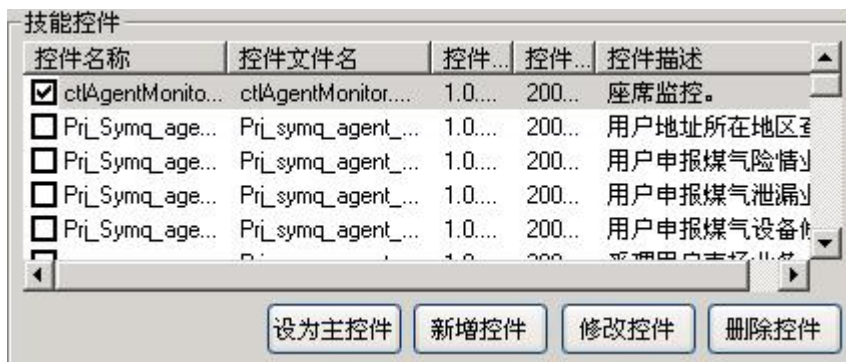 技能控件
控件名称 控件文件名 控件... 控件... 控件描述
ctlAgentMonito... ctlAgentMonitor.... 1.0.... 200... 座席监控。
Prj_Symq_age... Prj_symq_agent_... 1.0.... 200... 用户地址所在地区查
Prj_Symq_age... Prj_symq_agent_... 1.0.... 200... 用户申报煤气险情业
Prj_Symq_age... Prj_symq_agent_... 1.0.... 200... 用户申报煤气泄漏业
Prj_Symq_age... Prj_symq_agent_... 1.0.... 200... 用户申报煤气设备修
设为主控件 新增控件 修改控件 删除控件